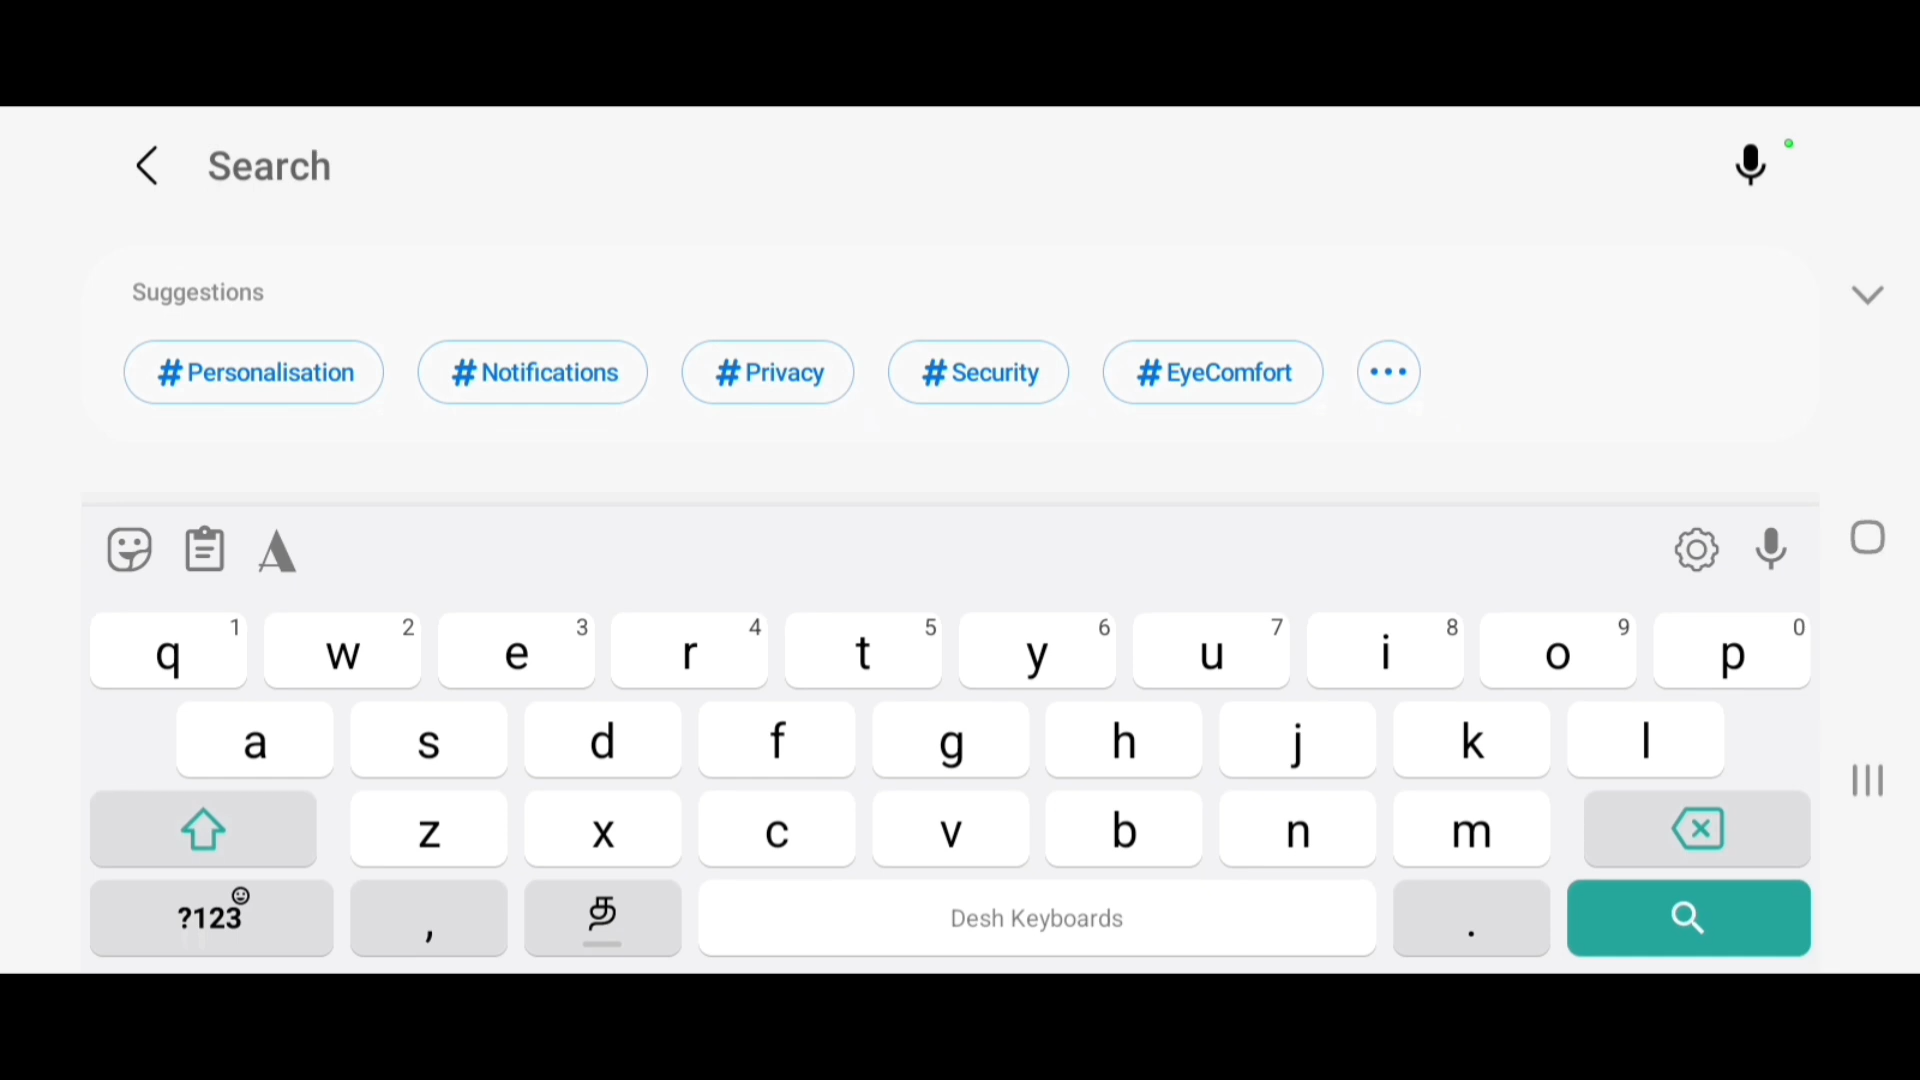 Search
Suggestions
#Personalisation #Notifications #Privacy #Security #EyeComfort
q 1 w 2 e 3 r 4 t 5 y 6 u 7 i 8 o 9 p 0
a s d f g h j k l
z x c v b n m
?123 , த Desh Keyboards .